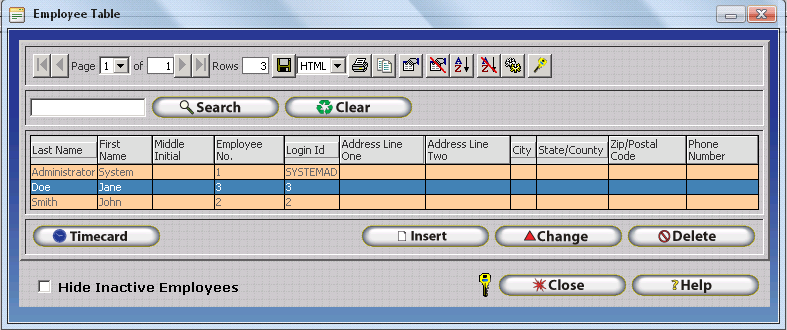 Employee Table
Page 1 of 1 Rows 3 HTML
Search Clear
Last Name First Name Middle Initial Employee No. Login Id Address Line One Address Line Two City State/County Zip/Postal Code Phone Number
Administrator System 1 SYSTEMAD
Doe Jane 3 3
Smith John 2 2
Timecard Insert Change Delete
Hide Inactive Employees Close Help